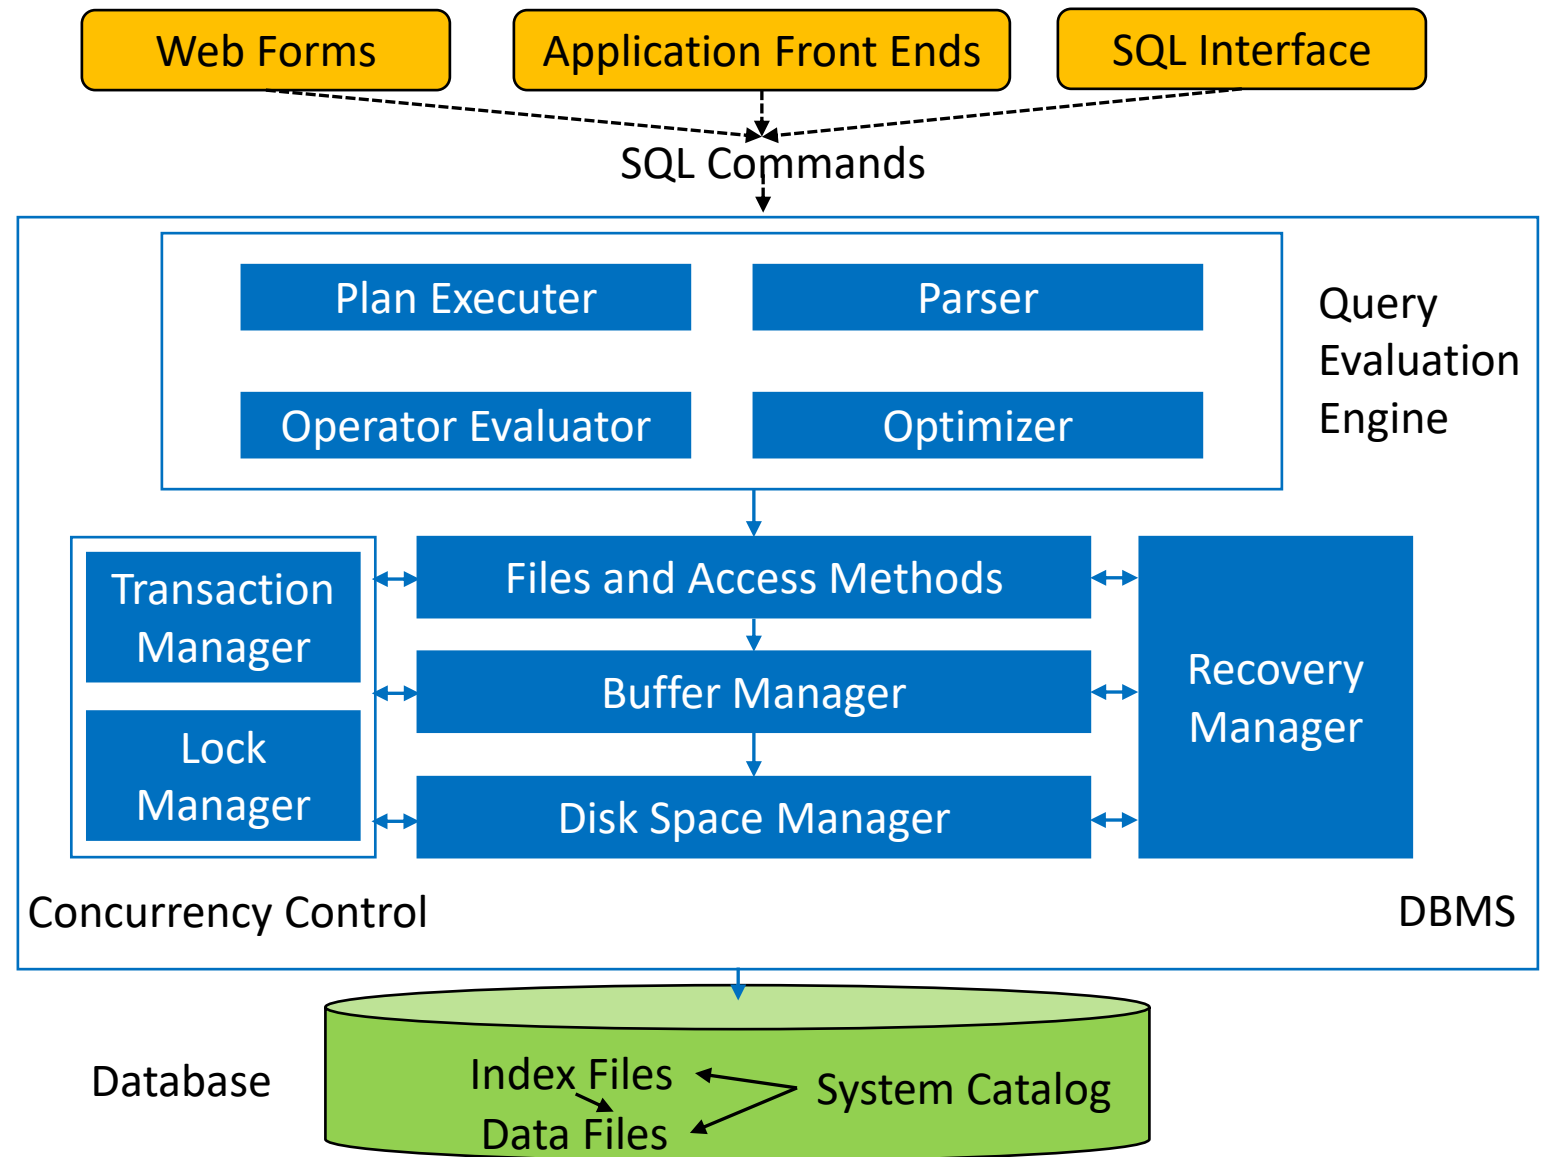 Web Forms
Application Front Ends
SQL Interface
SQL Commands
Plan Executer
Parser
Operator Evaluator
Optimizer
Query
Evaluation
Engine
Transaction
Manager
Lock
Manager
Files and Access Methods
Buffer Manager
Disk Space Manager
Recovery
Manager
Concurrency Control
DBMS
Database
Index Files
Data Files
System Catalog